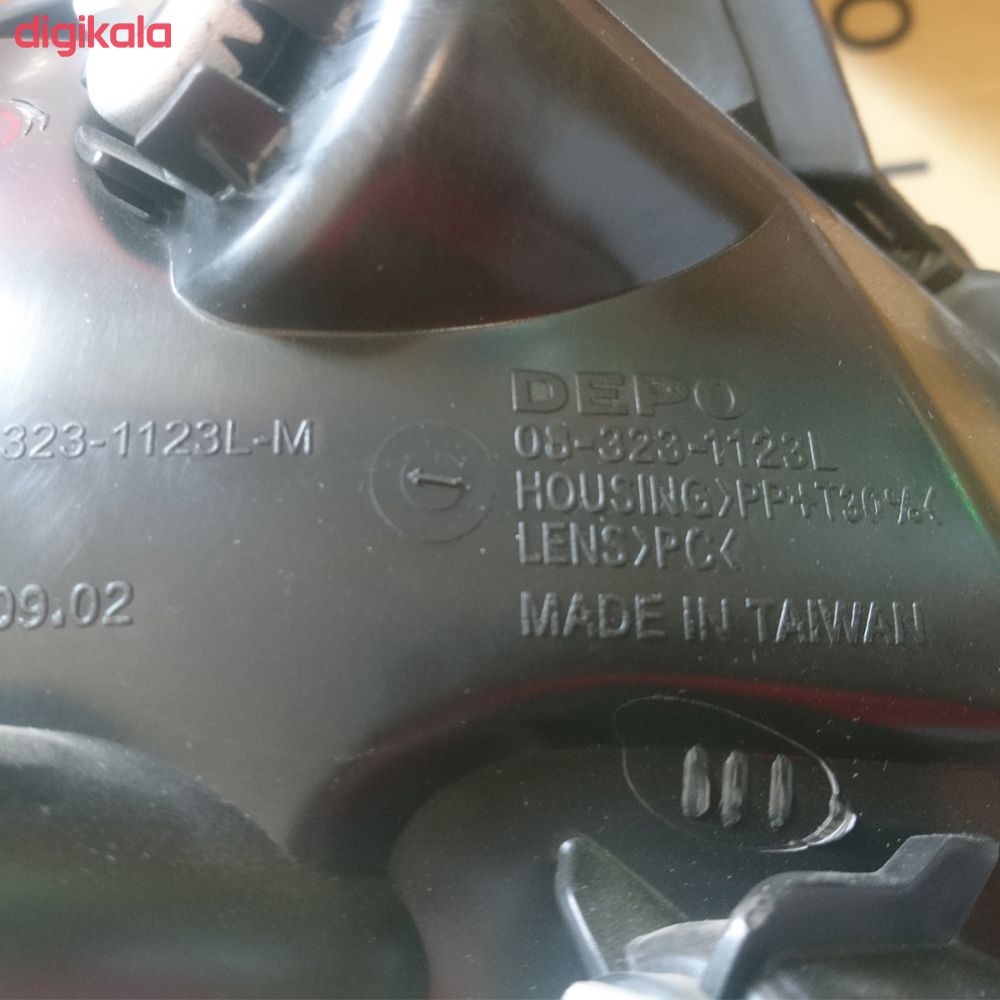 digikala
DEPO
323-1123L-M
08-323-1123L
HOUSING>PP+T30%<
LENS>PC<
09.02
MADE IN TAIWAN